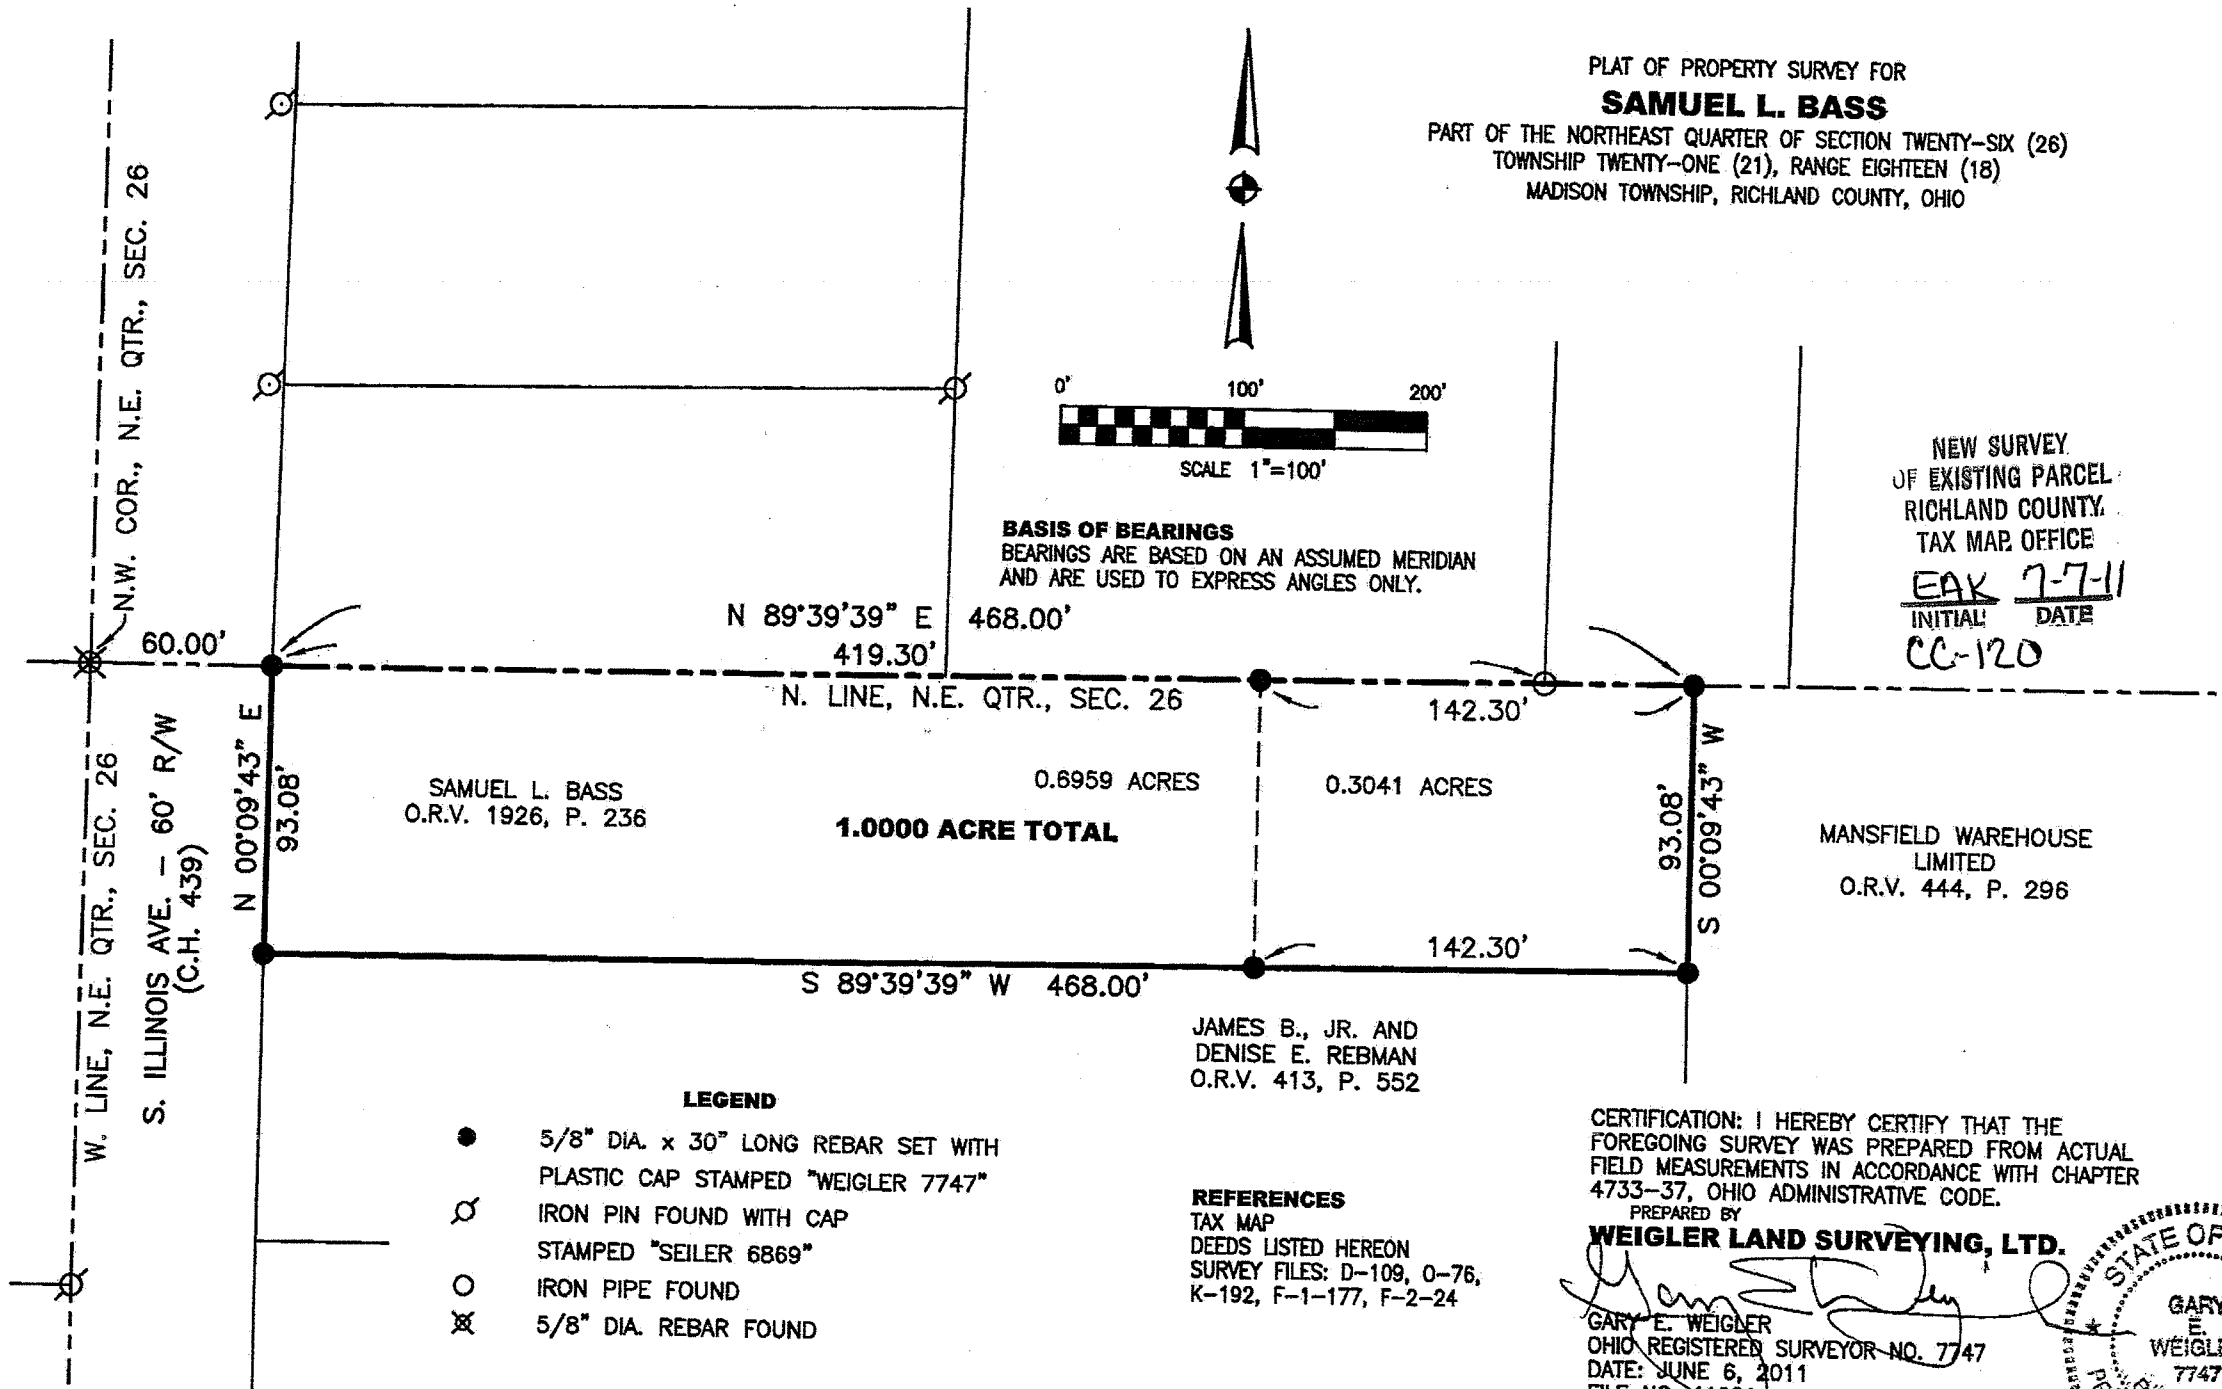 PLAT OF PROPERTY SURVEY FOR
SAMUEL L. BASS
PART OF THE NORTHEAST QUARTER OF SECTION TWENTY-SIX (26)
TOWNSHIP TWENTY-ONE (21), RANGE EIGHTEEN (18)
MADISON TOWNSHIP, RICHLAND COUNTY, OHIO
N.W. COR., N.E. QTR., SEC. 26
0' 100' 200'
SCALE 1"=100'
NEW SURVEY
OF EXISTING PARCEL
RICHLAND COUNTY
TAX MAP OFFICE
EAK 7-7-11
INITIAL DATE
CC-120
BASIS OF BEARINGS
BEARINGS ARE BASED ON AN ASSUMED MERIDIAN
AND ARE USED TO EXPRESS ANGLES ONLY.
N 89°39'39" E 468.00'
60.00'
419.30'
N. LINE, N.E. QTR., SEC. 26
142.30'
W. LINE, N.E. QTR., SEC. 26
S. ILLINOIS AVE. - 60' R/W
(C.H. 439)
N 00°09'43" E
93.08'
SAMUEL L. BASS
O.R.V. 1926, P. 236
0.6959 ACRES
0.3041 ACRES
1.0000 ACRE TOTAL
93.08'
S 00°09'43" W
MANSFIELD WAREHOUSE
LIMITED
O.R.V. 444, P. 296
142.30'
S 89°39'39" W 468.00'
JAMES B., JR. AND
DENISE E. REBMAN
O.R.V. 413, P. 552
LEGEND
5/8" DIA. x 30" LONG REBAR SET WITH
PLASTIC CAP STAMPED "WEIGLER 7747"
IRON PIN FOUND WITH CAP
STAMPED "SEILER 6869"
IRON PIPE FOUND
5/8" DIA. REBAR FOUND
REFERENCES
TAX MAP
DEEDS LISTED HEREON
SURVEY FILES: D-109, O-76,
K-192, F-1-177, F-2-24
CERTIFICATION: I HEREBY CERTIFY THAT THE
FOREGOING SURVEY WAS PREPARED FROM ACTUAL
FIELD MEASUREMENTS IN ACCORDANCE WITH CHAPTER
4733-37, OHIO ADMINISTRATIVE CODE.
PREPARED BY
WEIGLER LAND SURVEYING, LTD.
GARY E. WEIGLER
OHIO REGISTERED SURVEYOR NO. 7747
DATE: JUNE 6, 2011
FILE NO.
STATE OF
GARY
E.
7747